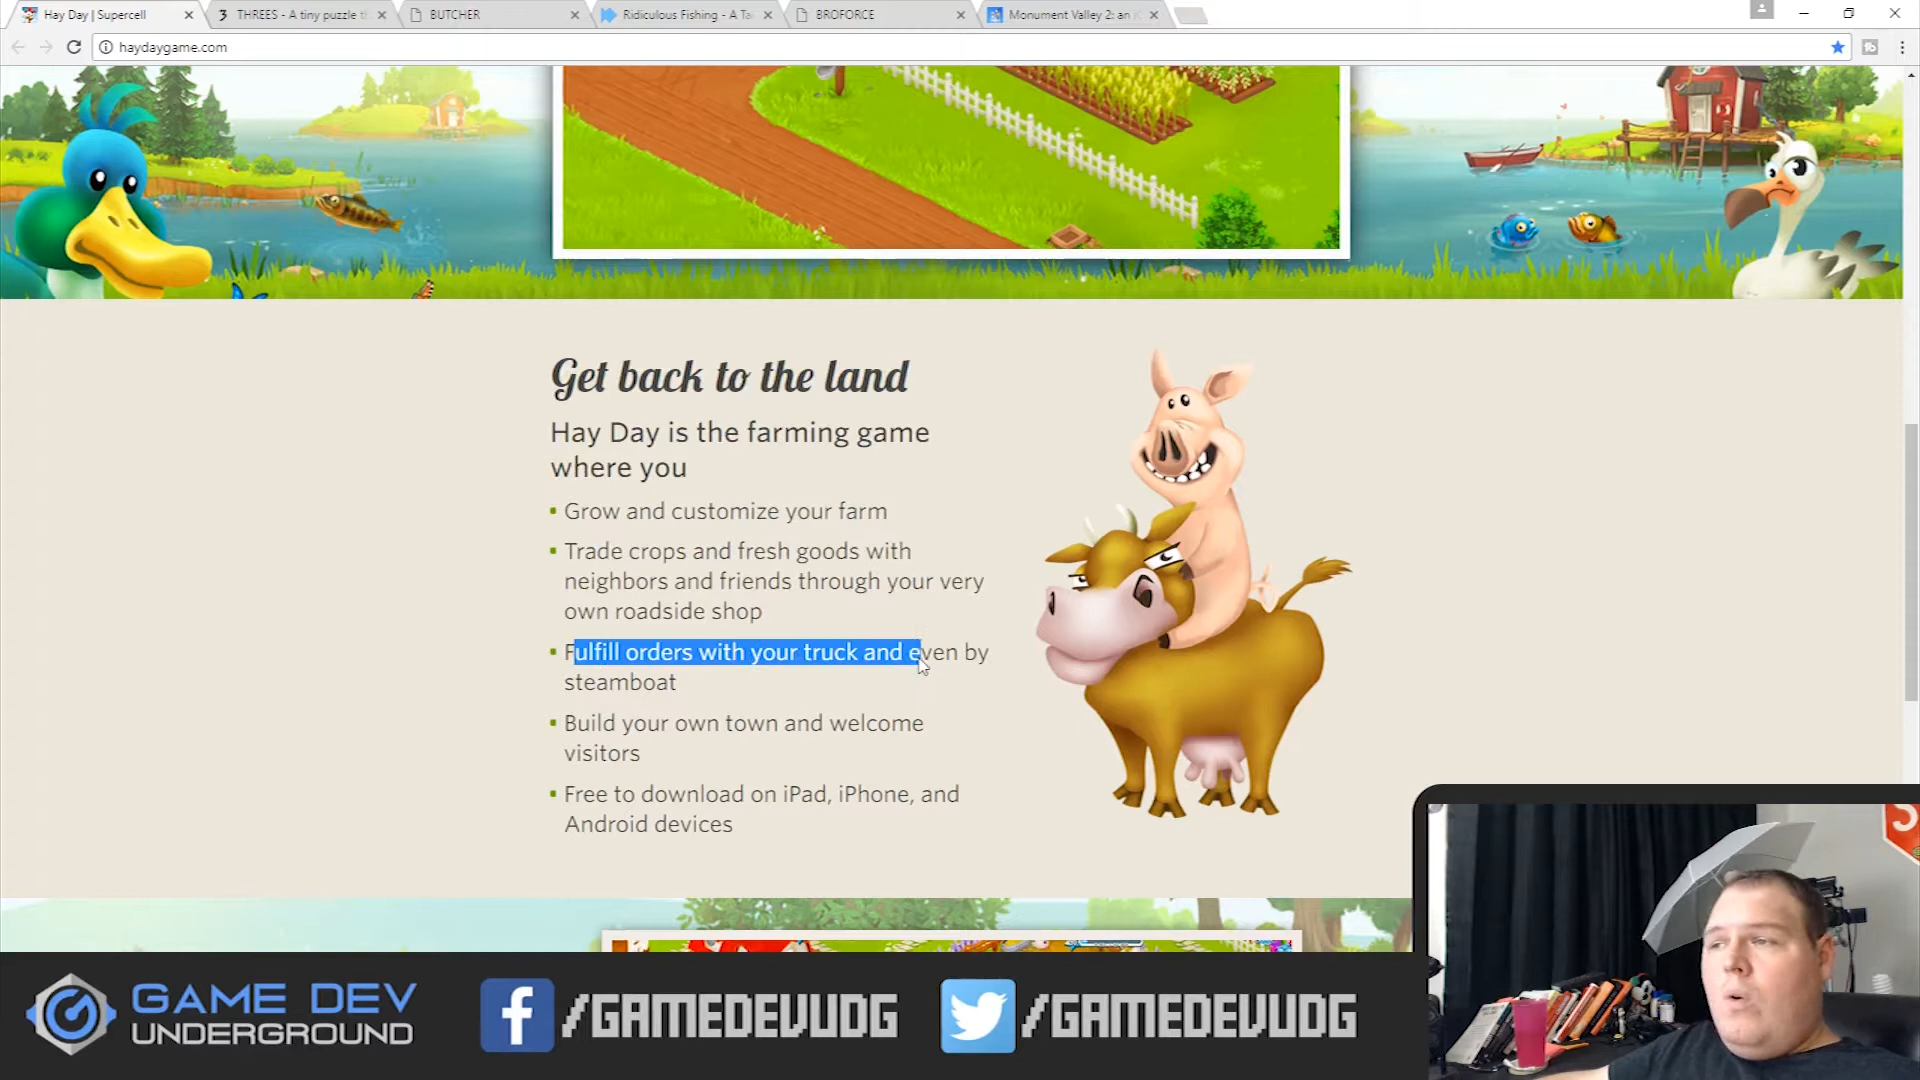 Hay Day | Supercell
THREES - A tiny puzzle th
BUTCHER
Ridiculous Fishing - A Ta
BROFORCE
Monument Valley 2: an
haydaygame.com
Get back to the land
Hay Day is the farming game
where you
Grow and customize your farm
Trade crops and fresh goods with
neighbors and friends through your very
own roadside shop
Fulfill orders with your truck and even by
steamboat
Build your own town and welcome
visitors
Free to download on iPad, iPhone, and
Android devices
GAME DEV
UNDERGROUND
/GAMEDEVUDG
/GAMEDEVUDG